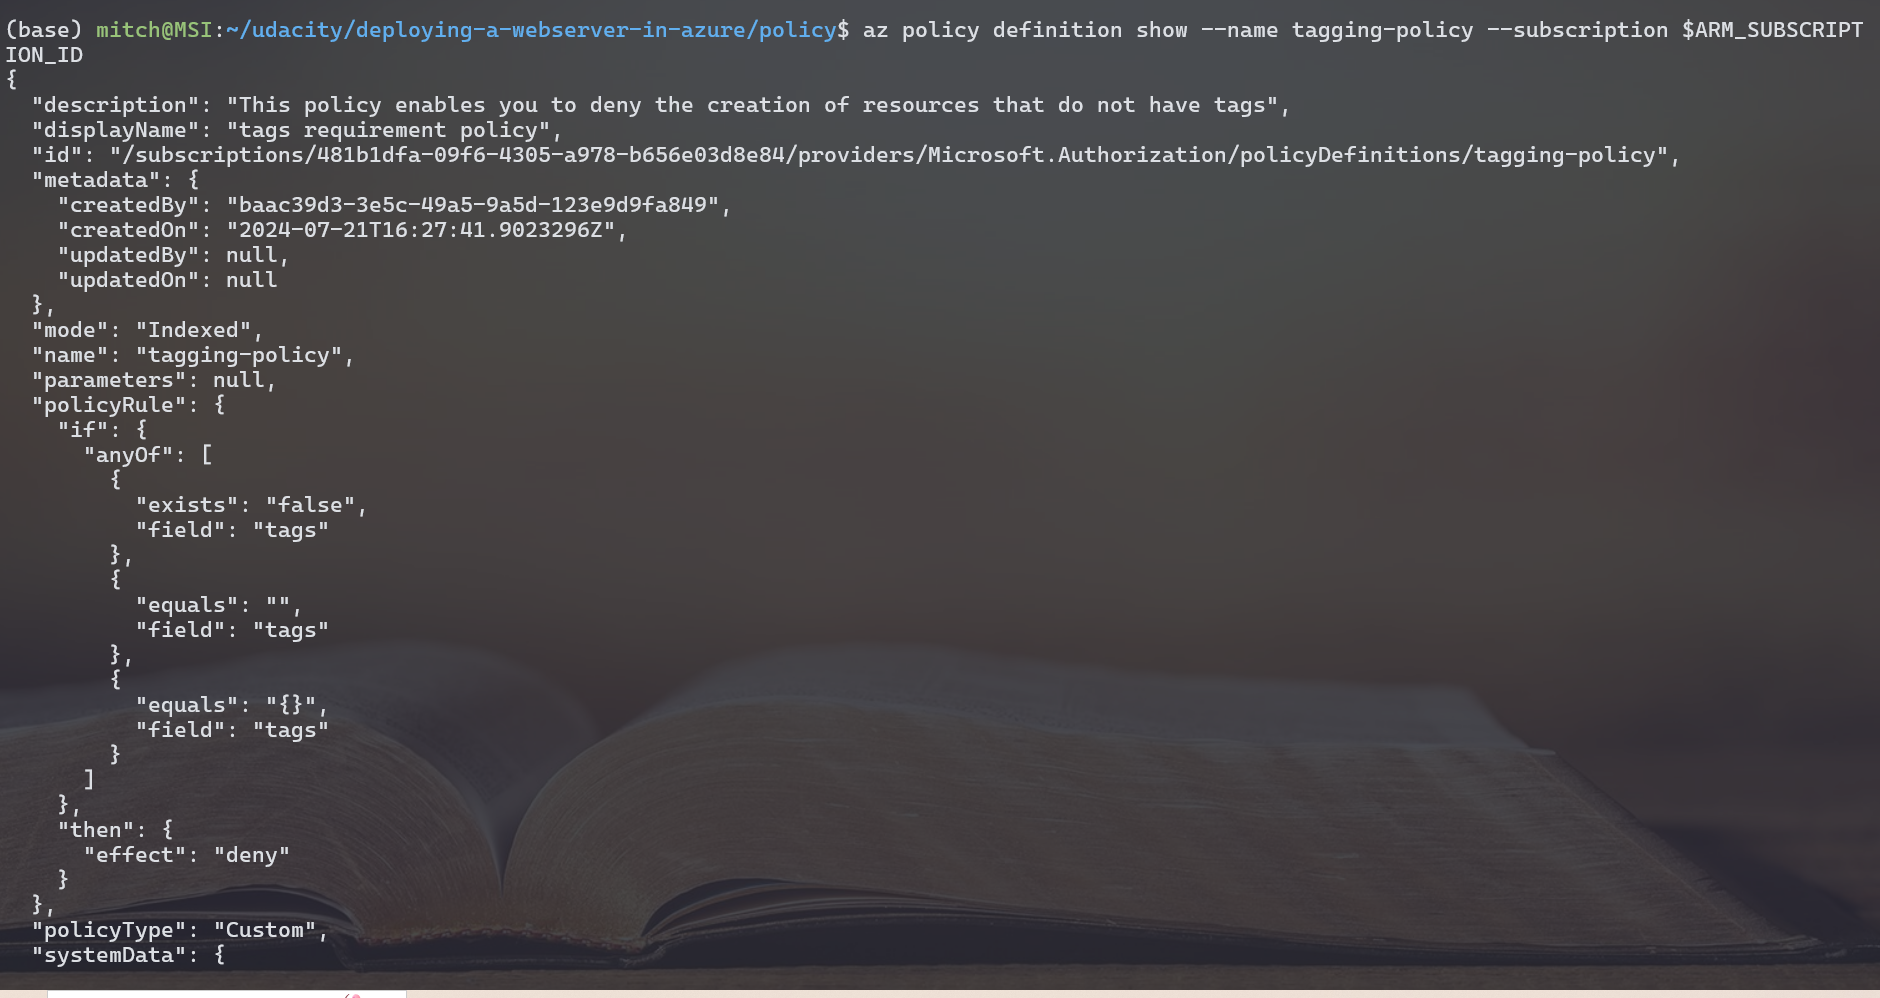 (base) mitch@MSI:~/udacity/deploying-a-webserver-in-azure/policy$ az policy definition show --name tagging-policy --subscription $ARM_SUBSCRIPT
ION_ID
{
  "description": "This policy enables you to deny the creation of resources that do not have tags",
  "displayName": "tags requirement policy",
  "id": "/subscriptions/481b1dfa-09f6-4305-a978-b656e03d8e84/providers/Microsoft.Authorization/policyDefinitions/tagging-policy",
  "metadata": {
    "createdBy": "baac39d3-3e5c-49a5-9a5d-123e9d9fa849",
    "createdOn": "2024-07-21T16:27:41.9023296Z",
    "updatedBy": null,
    "updatedOn": null
  },
  "mode": "Indexed",
  "name": "tagging-policy",
  "parameters": null,
  "policyRule": {
    "if": {
      "anyOf": [
        {
          "exists": "false",
          "field": "tags"
        },
        {
          "equals": "",
          "field": "tags"
        },
        {
          "equals": "{}",
          "field": "tags"
        }
      ]
    },
    "then": {
      "effect": "deny"
    }
  },
  "policyType": "Custom",
  "systemData": {